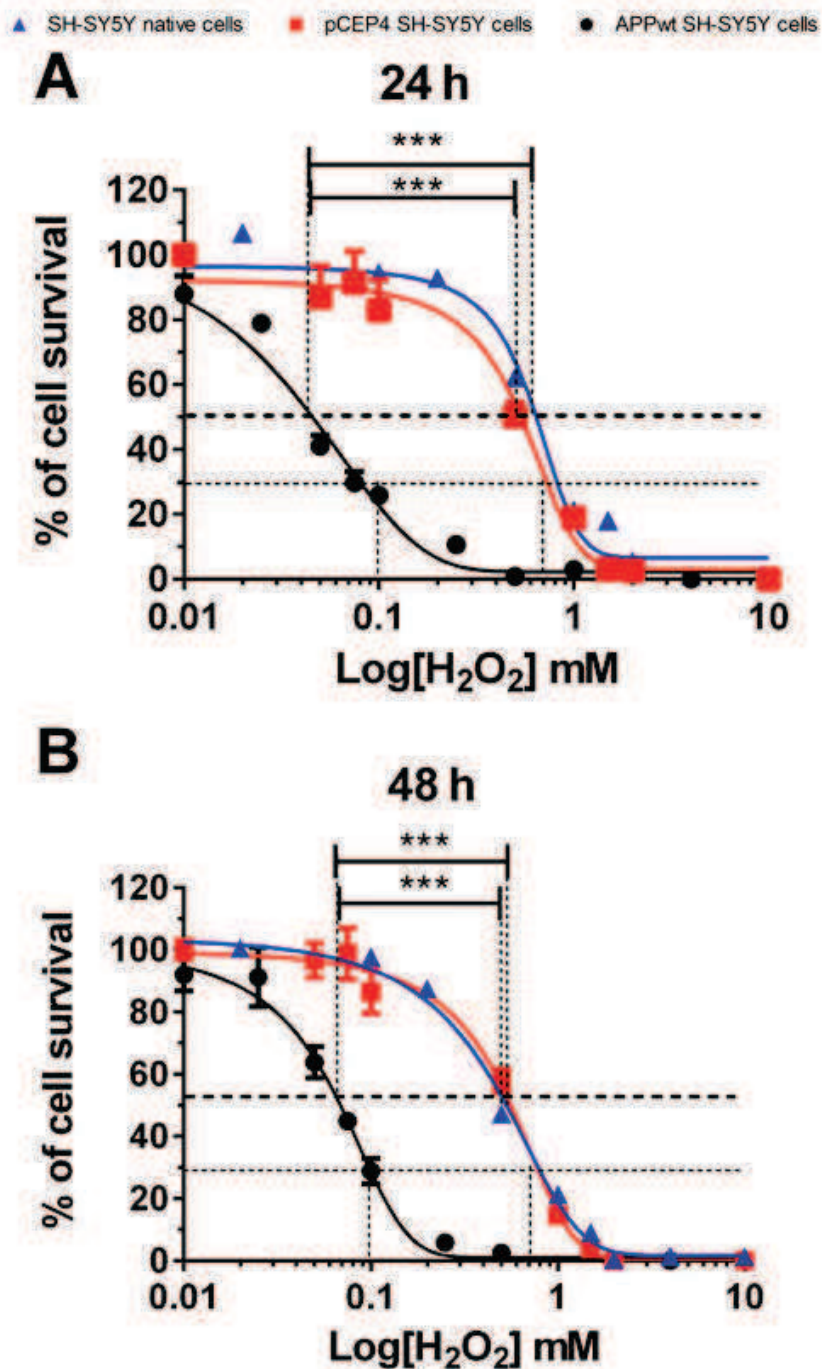 SH-SY5Y native cells pCEP4 SH-SY5Y cells APPwt SH-SY5Y cells
A
24 h
***
***
120
100
80
60
40
20
0
% of cell survival
0.01 0.1 1 10
Log[H₂O₂] mM
B
48 h
***
***
120
100
80
60
40
20
0
% of cell survival
0.01 0.1 1 10
Log[H₂O₂] mM